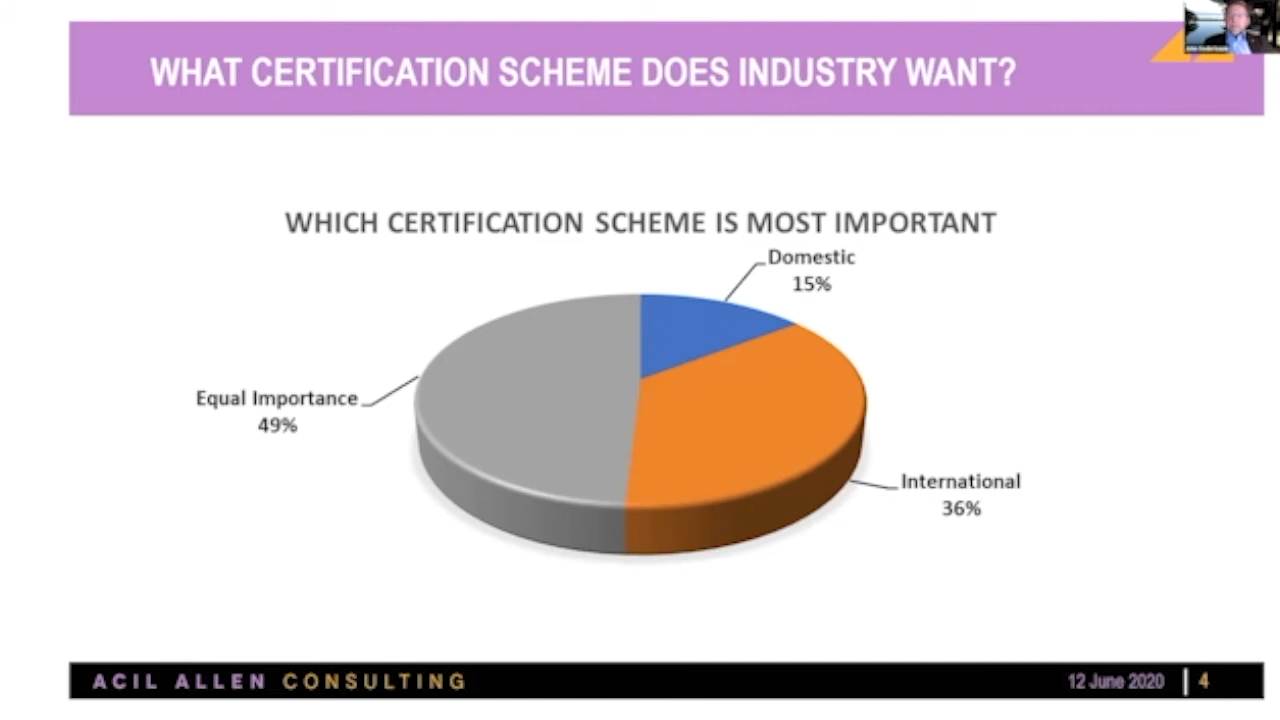 WHAT CERTIFICATION SCHEME DOES INDUSTRY WANT?
WHICH CERTIFICATION SCHEME IS MOST IMPORTANT
Domestic
15%
Equal Importance
49%
International
36%
ACIL ALLEN CONSULTING
12 June 2020
4